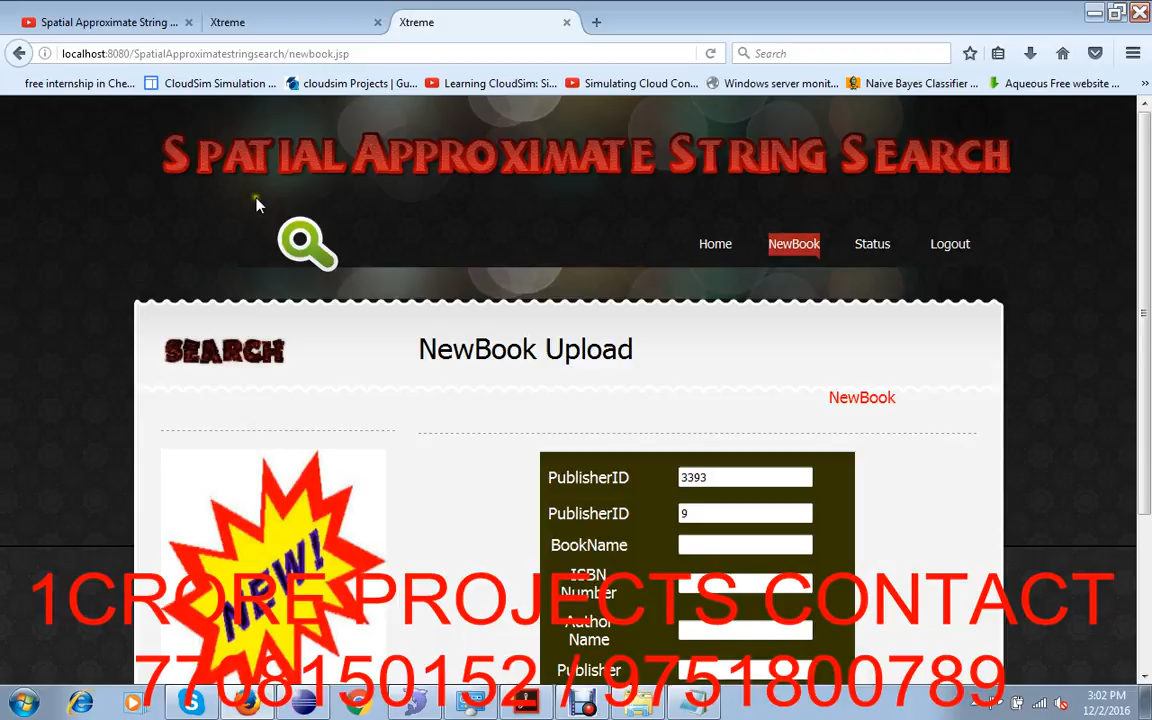 Spatial Approximate String ...
Xtreme
Xtreme
localhost:8080/SpatialApproximatestringsearch/newbook.jsp
Search
free internship in Che...
CloudSim Simulation ...
cloudsim Projects | Gu...
Learning CloudSim: Si...
Simulating Cloud Con...
Windows server monit...
Naive Bayes Classifier ...
Aqueous Free website ...
Spatial Approximate String Search
Home
NewBook
Status
Logout
SEARCH
NewBook Upload
NewBook
NEW!
PublisherID
3393
PublisherID
9
BookName
ISBN
Number
Author
Name
Publisher
1CRORE PROJECTS CONTACT
7708150152 / 9751800789
3:02 PM
12/2/2016